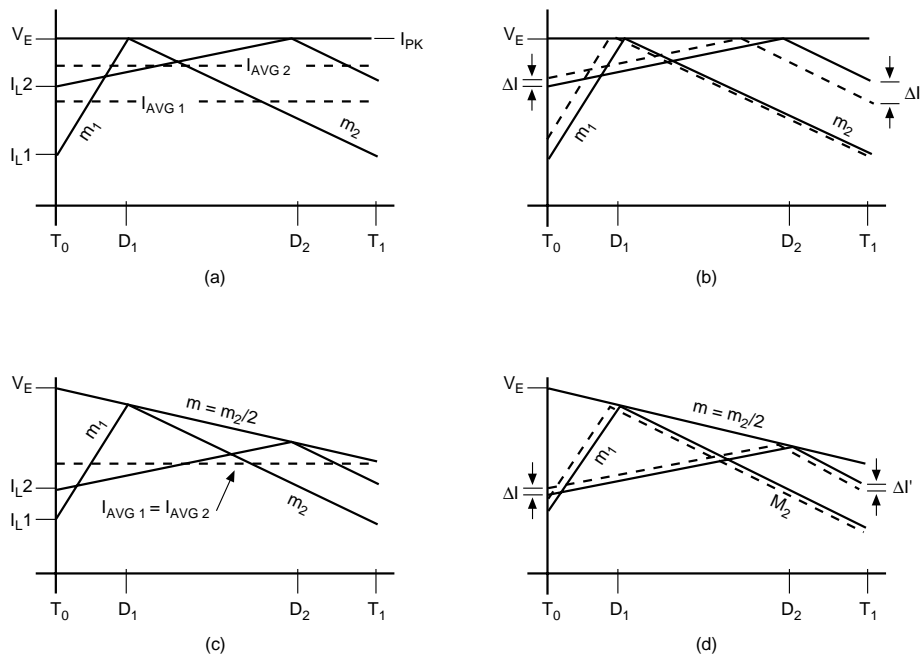 V_E
I_PK
I_AVG 2
I_L2
I_AVG 1
m_1
m_2
I_L1
T_0 D_1 D_2 T_1
(a)
V_E
ΔI
ΔI
m_1
m_2
T_0 D_1 D_2 T_1
(b)
V_E
m = m_2/2
m_1
I_L2
I_AVG 1 = I_AVG 2
m_2
I_L1
T_0 D_1 D_2 T_1
(c)
V_E
m = m_2/2
m_1
ΔI
ΔI'
M_2
T_0 D_1 D_2 T_1
(d)